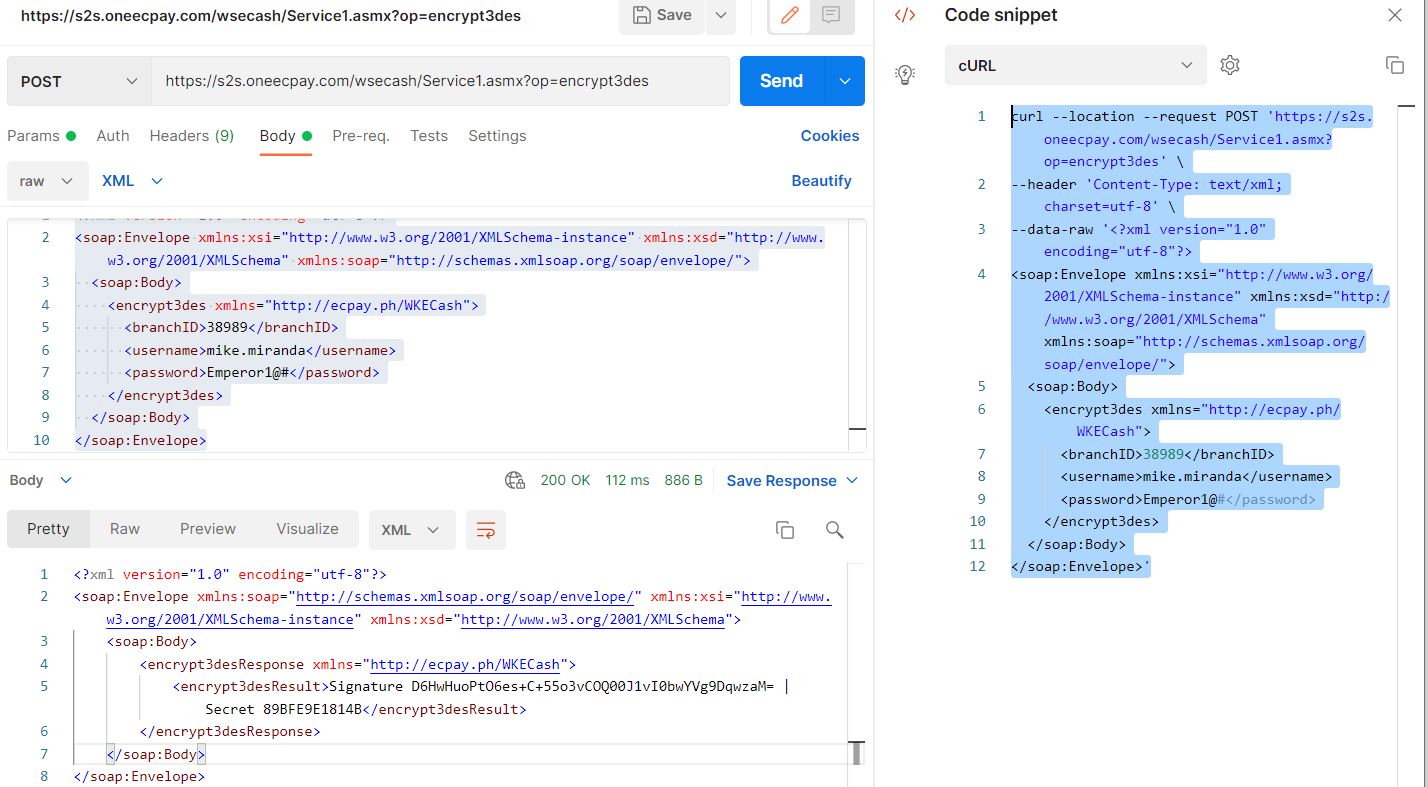 https://s2s.oneecpay.com/wsecash/Service1.asmx?op=encrypt3des
Save
POST
https://s2s.oneecpay.com/wsecash/Service1.asmx?op=encrypt3des
Send
Params
Auth
Headers (9)
Body
Pre-req.
Tests
Settings
Cookies
raw
XML
Beautify
2 <soap:Envelope xmlns:xsi="http://www.w3.org/2001/XMLSchema-instance" xmlns:xsd="http://www.
w3.org/2001/XMLSchema" xmlns:soap="http://schemas.xmlsoap.org/soap/envelope/">
3 <soap:Body>
4 <encrypt3des xmlns="http://ecpay.ph/WKECash">
5 <branchID>38989</branchID>
6 <username>mike.miranda</username>
7 <password>Emperor1@#</password>
8 </encrypt3des>
9 </soap:Body>
10 </soap:Envelope>
Body
200 OK
112 ms
886 B
Save Response
Pretty
Raw
Preview
Visualize
XML
1 <?xml version="1.0" encoding="utf-8"?>
2 <soap:Envelope xmlns:soap="http://schemas.xmlsoap.org/soap/envelope/" xmlns:xsi="http://www.
w3.org/2001/XMLSchema-instance" xmlns:xsd="http://www.w3.org/2001/XMLSchema">
3 <soap:Body>
4 <encrypt3desResponse xmlns="http://ecpay.ph/WKECash">
5 <encrypt3desResult>Signature D6HwHuoPtO6es+C+55o3vCOQ00J1vI0bwYVg9DqwzaM= |
Secret 89BFE9E1814B</encrypt3desResult>
6 </encrypt3desResponse>
7 </soap:Body>
8 </soap:Envelope>
</> Code snippet
cURL
1 curl --location --request POST 'https://s2s.
oneecpay.com/wsecash/Service1.asmx?
op=encrypt3des' \
2 --header 'Content-Type: text/xml;
charset=utf-8' \
3 --data-raw '<?xml version="1.0"
encoding="utf-8"?>
4 <soap:Envelope xmlns:xsi="http://www.w3.org/
2001/XMLSchema-instance" xmlns:xsd="http:/
/www.w3.org/2001/XMLSchema"
xmlns:soap="http://schemas.xmlsoap.org/
soap/envelope/">
5 <soap:Body>
6 <encrypt3des xmlns="http://ecpay.ph/
WKECash">
7 <branchID>38989</branchID>
8 <username>mike.miranda</username>
9 <password>Emperor1@#</password>
10 </encrypt3des>
11 </soap:Body>
12 </soap:Envelope>'